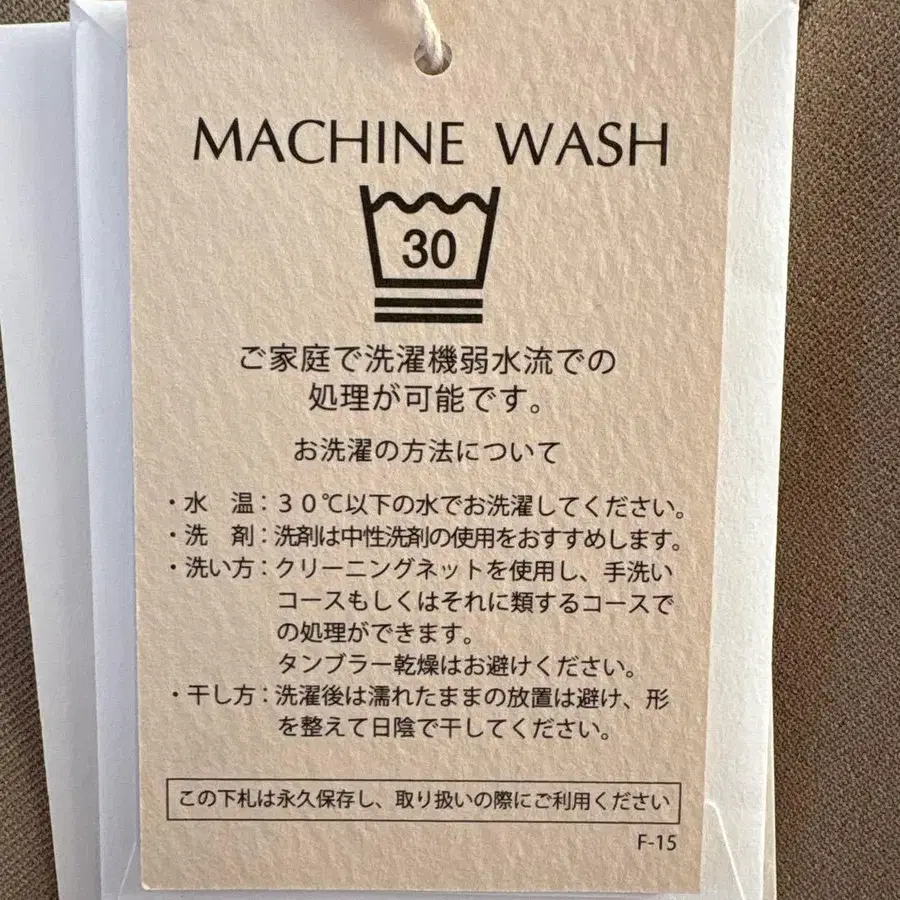 MACHINE WASH
30
ご家庭で洗濯機弱水流での
処理が可能です。
お洗濯の方法について
・水　温：３０℃以下の水でお洗濯してください。
・洗　剤：洗剤は中性洗剤の使用をおすすめします。
・洗い方：クリーニングネットを使用し、手洗い
コースもしくはそれに類するコースで
の処理ができます。
タンブラー乾燥はお避けください。
・干し方：洗濯後は濡れたままの放置は避け、形
を整えて日陰で干してください。
この下札は永久保存し、取り扱いの際にご利用ください
F-15